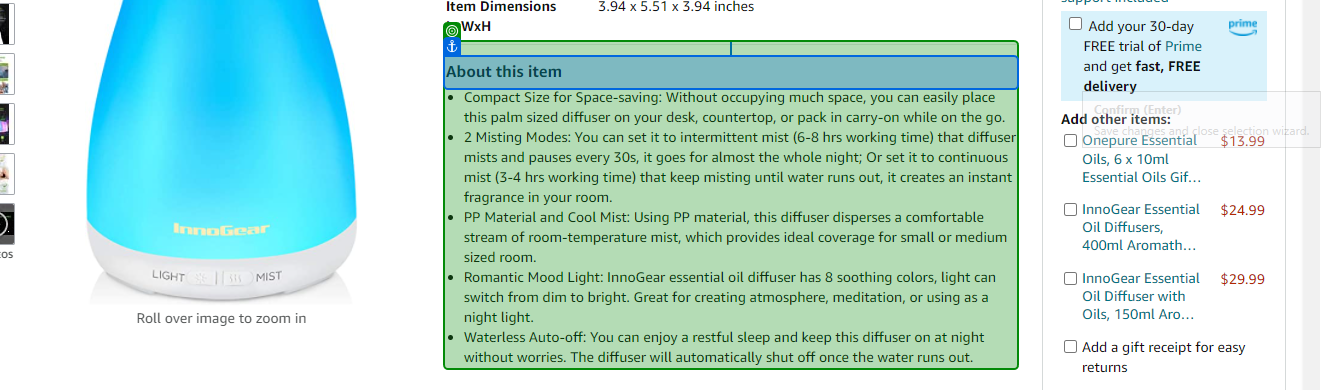 Item Dimensions 3.94 x 5.51 x 3.94 inches
WxH
About this item
Compact Size for Space-saving: Without occupying much space, you can easily place
this palm sized diffuser on your desk, countertop, or pack in carry-on while on the go.
2 Misting Modes: You can set it to intermittent mist (6-8 hrs working time) that diffuser
mists and pauses every 30s, it goes for almost the whole night; Or set it to continuous
mist (3-4 hrs working time) that keep misting until water runs out, it creates an instant
fragrance in your room.
PP Material and Cool Mist: Using PP material, this diffuser disperses a comfortable
stream of room-temperature mist, which provides ideal coverage for small or medium
sized room.
Romantic Mood Light: InnoGear essential oil diffuser has 8 soothing colors, light can
switch from dim to bright. Great for creating atmosphere, meditation, or using as a
night light.
Waterless Auto-off: You can enjoy a restful sleep and keep this diffuser on at night
without worries. The diffuser will automatically shut off once the water runs out.
InnoGear
LIGHT MIST
Roll over image to zoom in
support included
Add your 30-day
FREE trial of Prime
and get fast, FREE
delivery
prime
Confirm (Enter)
Save changes and close selection wizard.
Add other items:
Onepure Essential $13.99
Oils, 6 x 10ml
Essential Oils Gif...
InnoGear Essential $24.99
Oil Diffusers,
400ml Aromath...
InnoGear Essential $29.99
Oil Diffuser with
Oils, 150ml Aro...
Add a gift receipt for easy
returns